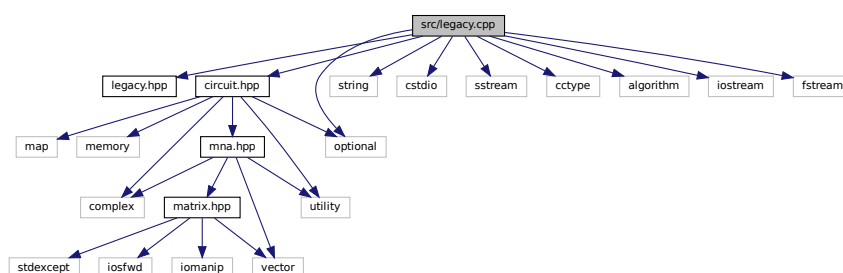 src/legacy.cpp
legacy.hpp
circuit.hpp
string
cstdio
sstream
cctype
algorithm
iostream
fstream
map
memory
mna.hpp
optional
complex
matrix.hpp
utility
stdexcept
iosfwd
iomanip
vector